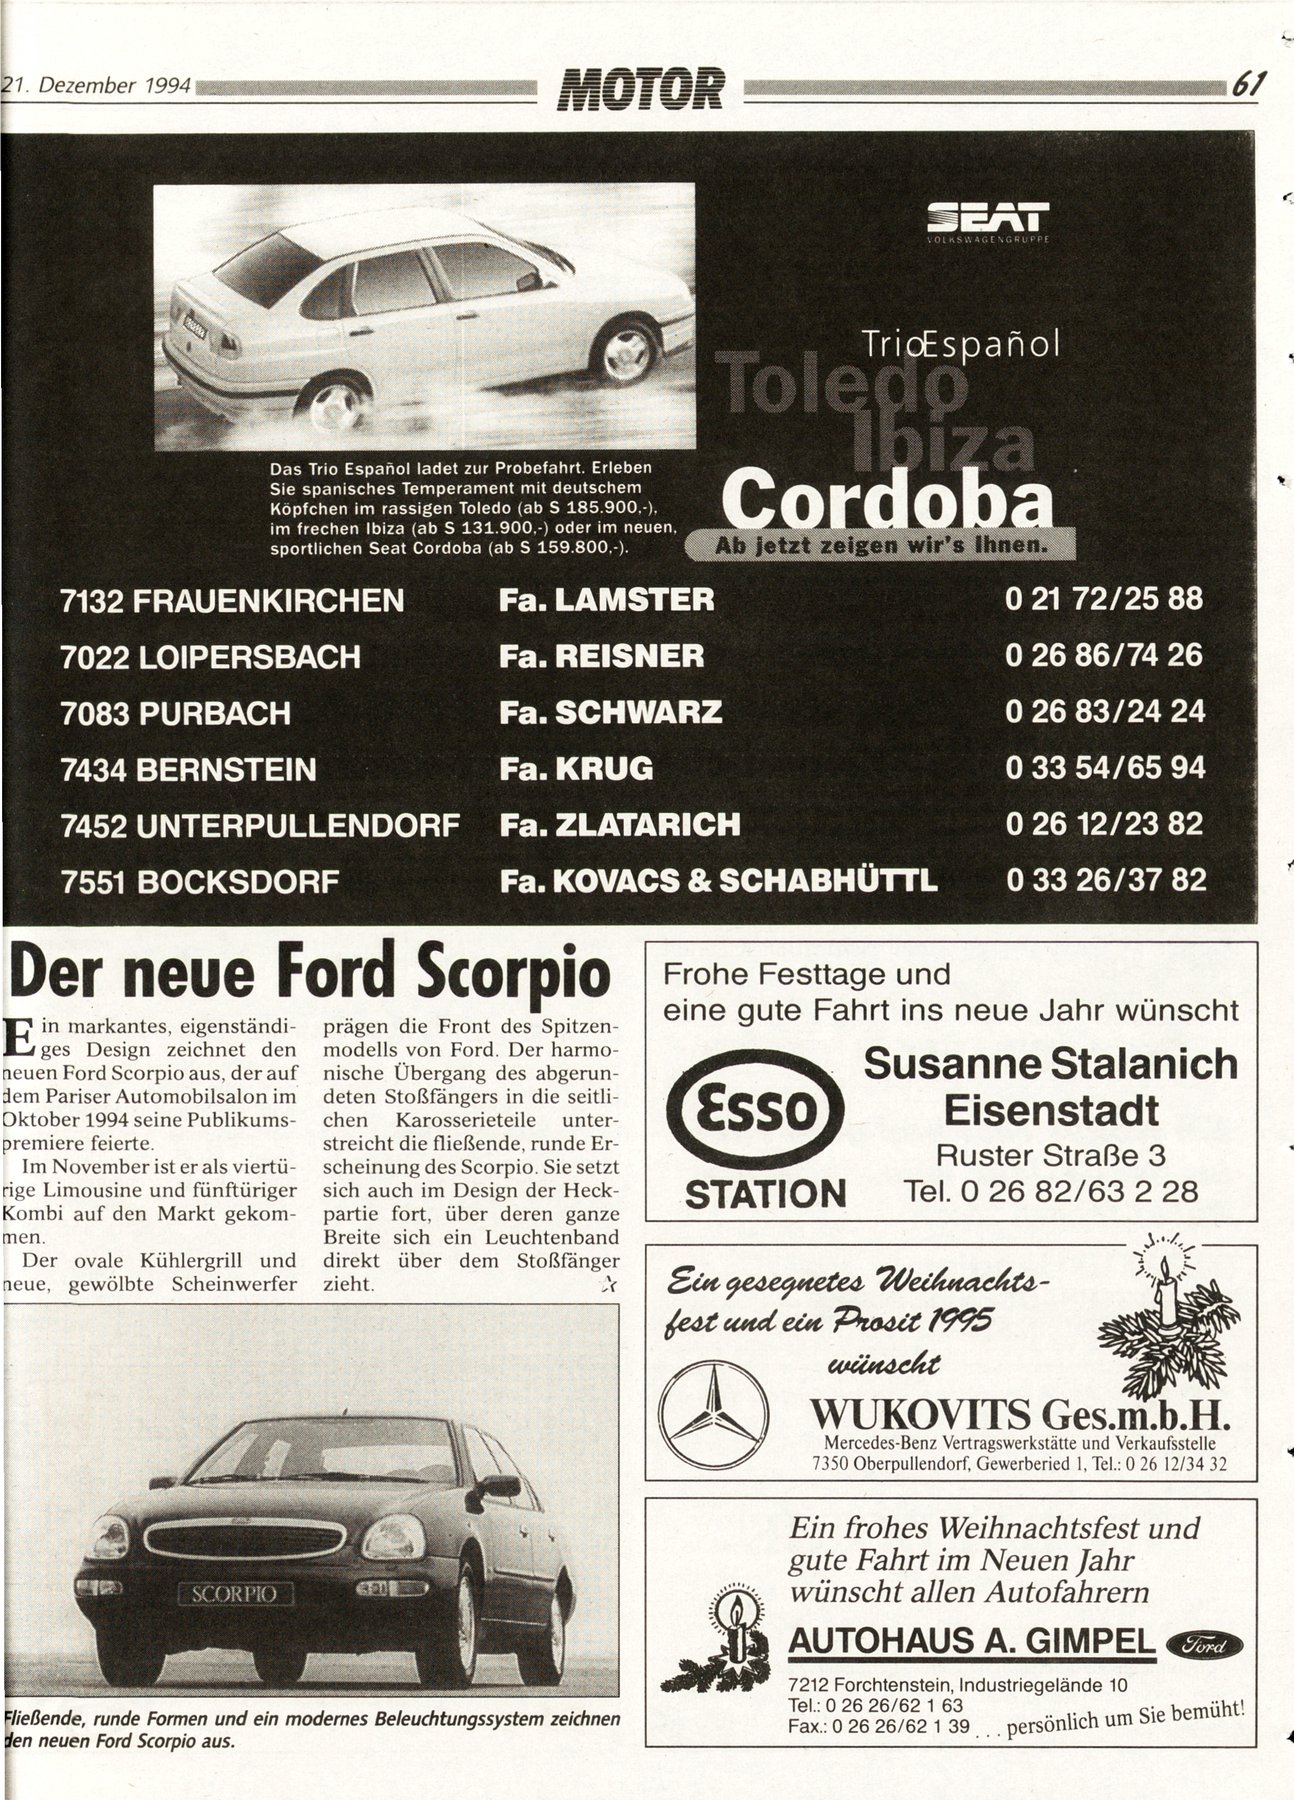 21. Dezember 1994
MOTOR
61
SEAT
VOLKSWAGENGRUPPE
TrioEspañol
Toledo
Ibiza
Cordoba
Ab jetzt zeigen wir's Ihnen.
Das Trio Español ladet zur Probefahrt. Erleben
Sie spanisches Temperament mit deutschem
Köpfchen im rassigen Toledo (ab S 185.900,-),
im frechen Ibiza (ab S 131.900,-) oder im neuen,
sportlichen Seat Cordoba (ab S 159.800,-).
7132 FRAUENKIRCHEN Fa. LAMSTER 0 21 72/25 88
7022 LOIPERSBACH Fa. REISNER 0 26 86/74 26
7083 PURBACH Fa. SCHWARZ 0 26 83/24 24
7434 BERNSTEIN Fa. KRUG 0 33 54/65 94
7452 UNTERPULLENDORF Fa. ZLATARICH 0 26 12/23 82
7551 BOCKSDORF Fa. KOVACS & SCHABHÜTTL 0 33 26/37 82
Der neue Ford Scorpio
Ein markantes, eigenständi-
ges Design zeichnet den
neuen Ford Scorpio aus, der auf
dem Pariser Automobilsalon im
Oktober 1994 seine Publikums-
premiere feierte.
Im November ist er als viertü-
rige Limousine und fünftüriger
Kombi auf den Markt gekom-
men.
Der ovale Kühlergrill und
neue, gewölbte Scheinwerfer
prägen die Front des Spitzen-
modells von Ford. Der harmo-
nische Übergang des abgerun-
deten Stoßfängers in die seitli-
chen Karosserieteile unter-
streicht die fließende, runde Er-
scheinung des Scorpio. Sie setzt
sich auch im Design der Heck-
partie fort, über deren ganze
Breite sich ein Leuchtenband
direkt über dem Stoßfänger
zieht.
SCORPIO
Fließende, runde Formen und ein modernes Beleuchtungssystem zeichnen
den neuen Ford Scorpio aus.
Frohe Festtage und
eine gute Fahrt ins neue Jahr wünscht
Esso
STATION
Susanne Stalanich
Eisenstadt
Ruster Straße 3
Tel. 0 26 82/63 2 28
Ein gesegnetes Weihnachts-
fest und ein Prosit 1995
wünscht
WUKOVITS Ges.m.b.H.
Mercedes-Benz Vertragswerkstätte und Verkaufsstelle
7350 Oberpullendorf, Gewerberied 1, Tel.: 0 26 12/34 32
Ein frohes Weihnachtsfest und
gute Fahrt im Neuen Jahr
wünscht allen Autofahrern
AUTOHAUS A. GIMPEL
Ford
7212 Forchtenstein, Industriegelände 10
Tel.: 0 26 26/62 1 63
Fax.: 0 26 26/62 1 39
... persönlich um Sie bemüht!